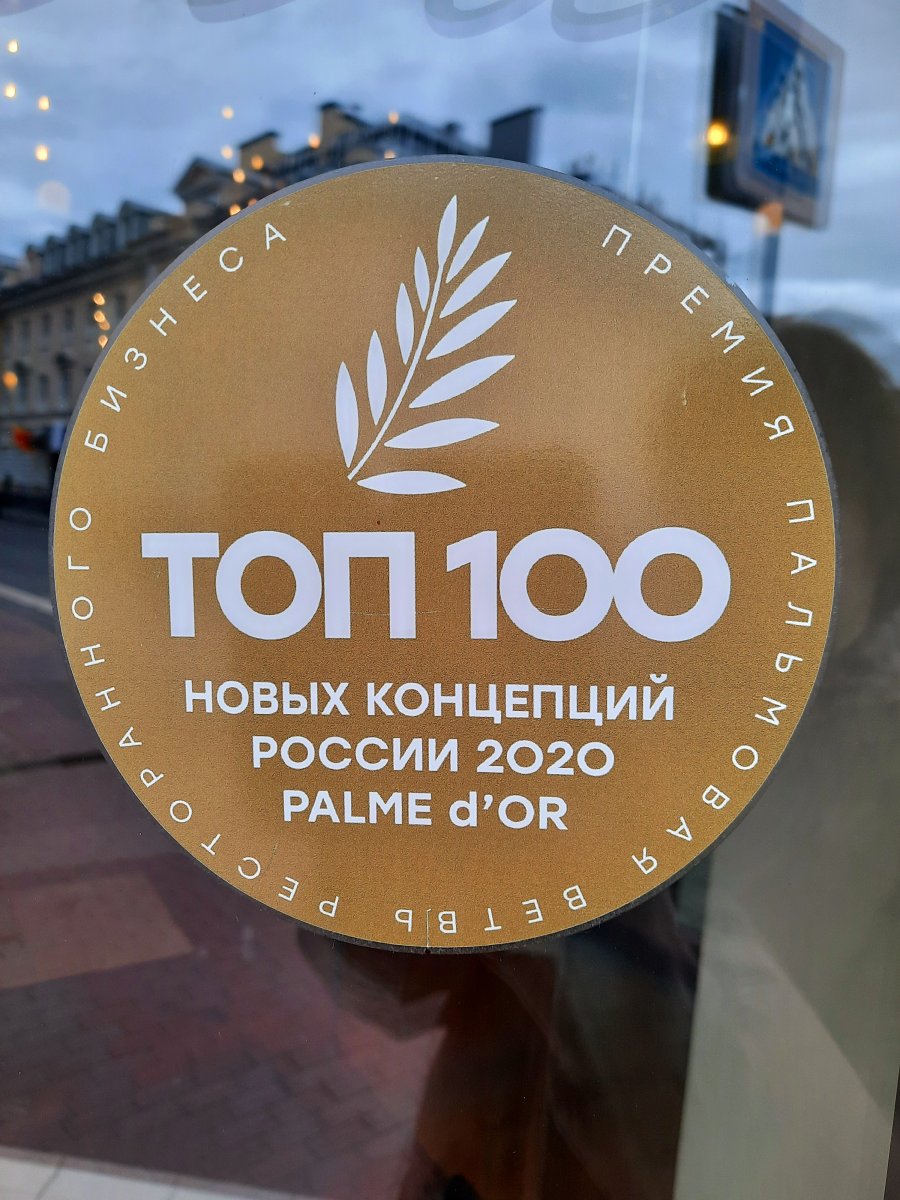 ПРЕМИЯ ПАЛЬМОВАЯ ВЕТВЬ РЕСТОРАННОГО БИЗНЕСА
ТОП 100
НОВЫХ КОНЦЕПЦИЙ
РОССИИ 2020
PALME d'OR